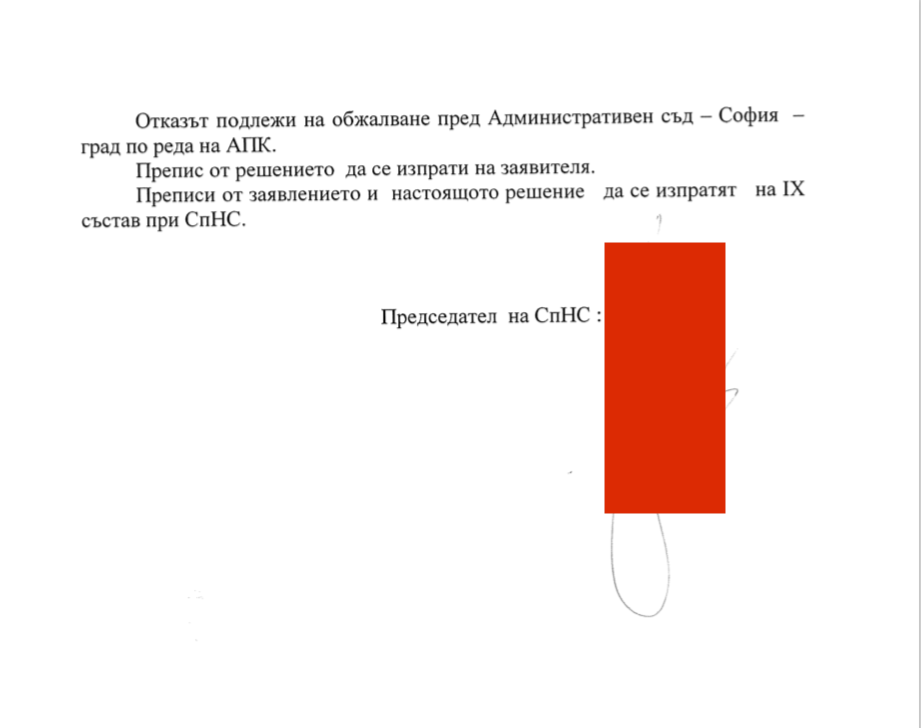 Отказът подлежи на обжалване пред Административен съд – София –
град по реда на АПК.
Препис от решението да се изпрати на заявителя.
Преписи от заявлението и настоящото решение да се изпратят на IX
състав при СпНС.
Председател на СпНС :